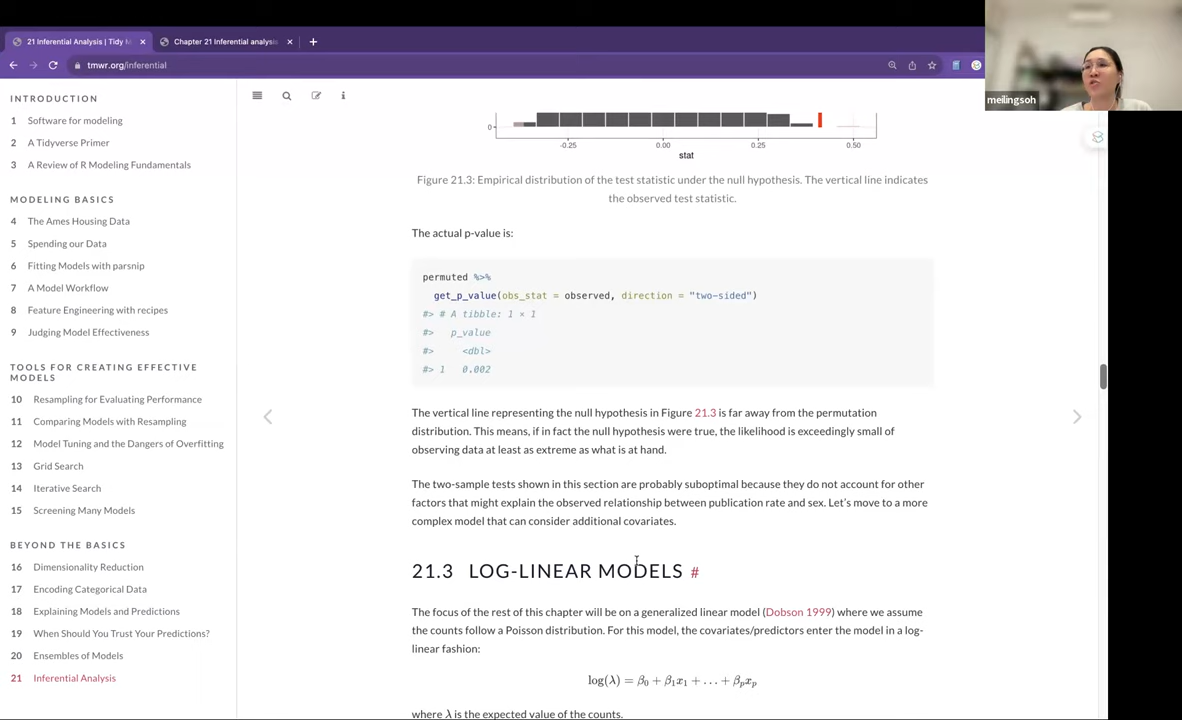 21 Inferential Analysis | Tidy M
Chapter 21 Inferential analysis
tmwr.org/inferential
meilingsoh
INTRODUCTION
1 Software for modeling
2 A Tidyverse Primer
3 A Review of R Modeling Fundamentals
MODELING BASICS
4 The Ames Housing Data
5 Spending our Data
6 Fitting Models with parsnip
7 A Model Workflow
8 Feature Engineering with recipes
9 Judging Model Effectiveness
TOOLS FOR CREATING EFFECTIVE
MODELS
10 Resampling for Evaluating Performance
11 Comparing Models with Resampling
12 Model Tuning and the Dangers of Overfitting
13 Grid Search
14 Iterative Search
15 Screening Many Models
BEYOND THE BASICS
16 Dimensionality Reduction
17 Encoding Categorical Data
18 Explaining Models and Predictions
19 When Should You Trust Your Predictions?
20 Ensembles of Models
21 Inferential Analysis
0
-0.25 0.00 0.25 0.50
stat
Figure 21.3: Empirical distribution of the test statistic under the null hypothesis. The vertical line indicates
the observed test statistic.
The actual p-value is:
permuted %>%
get_p_value(obs_stat = observed, direction = "two-sided")
#> # A tibble: 1 × 1
#> p_value
#> <dbl>
#> 1 0.002
The vertical line representing the null hypothesis in Figure 21.3 is far away from the permutation
distribution. This means, if in fact the null hypothesis were true, the likelihood is exceedingly small of
observing data at least as extreme as what is at hand.
The two-sample tests shown in this section are probably suboptimal because they do not account for other
factors that might explain the observed relationship between publication rate and sex. Let's move to a more
complex model that can consider additional covariates.
21.3 LOG-LINEAR MODELS #
The focus of the rest of this chapter will be on a generalized linear model (Dobson 1999) where we assume
the counts follow a Poisson distribution. For this model, the covariates/predictors enter the model in a log-
linear fashion:
log(λ) = β0 + β1x1 + . . . + βpxp
where λ is the expected value of the counts.